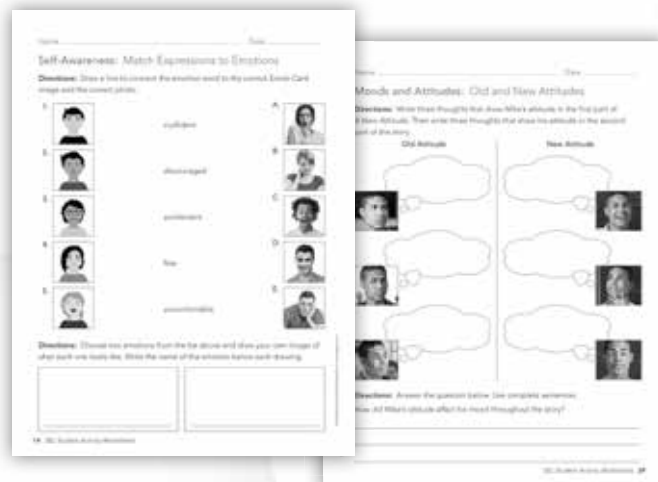 Name Date
Self-Awareness: Match Expressions to Emotions
Directions: Draw a line to connect the emotion word to the correct Emote Card
image and the correct photo.
1. A.
confident
2. B.
discouraged
3. C.
4. D.
5. E.
uncomfortable
Directions: Choose two emotions from the list above and draw your own image of
what each one looks like. Write the name of the emotion below each drawing.
14 SEL Student Activity Worksheets
Name Date
Moods and Attitudes: Old and New Attitudes
Directions: Write three thoughts that show Mike's attitude in the first part of
A New Attitude. Then write three thoughts that show his attitude in the second
part of the story.
Old Attitude New Attitude
Directions: Answer the question below. Use complete sentences.
How did Mike's attitude affect his mood throughout the story?
SEL Student Activity Worksheets